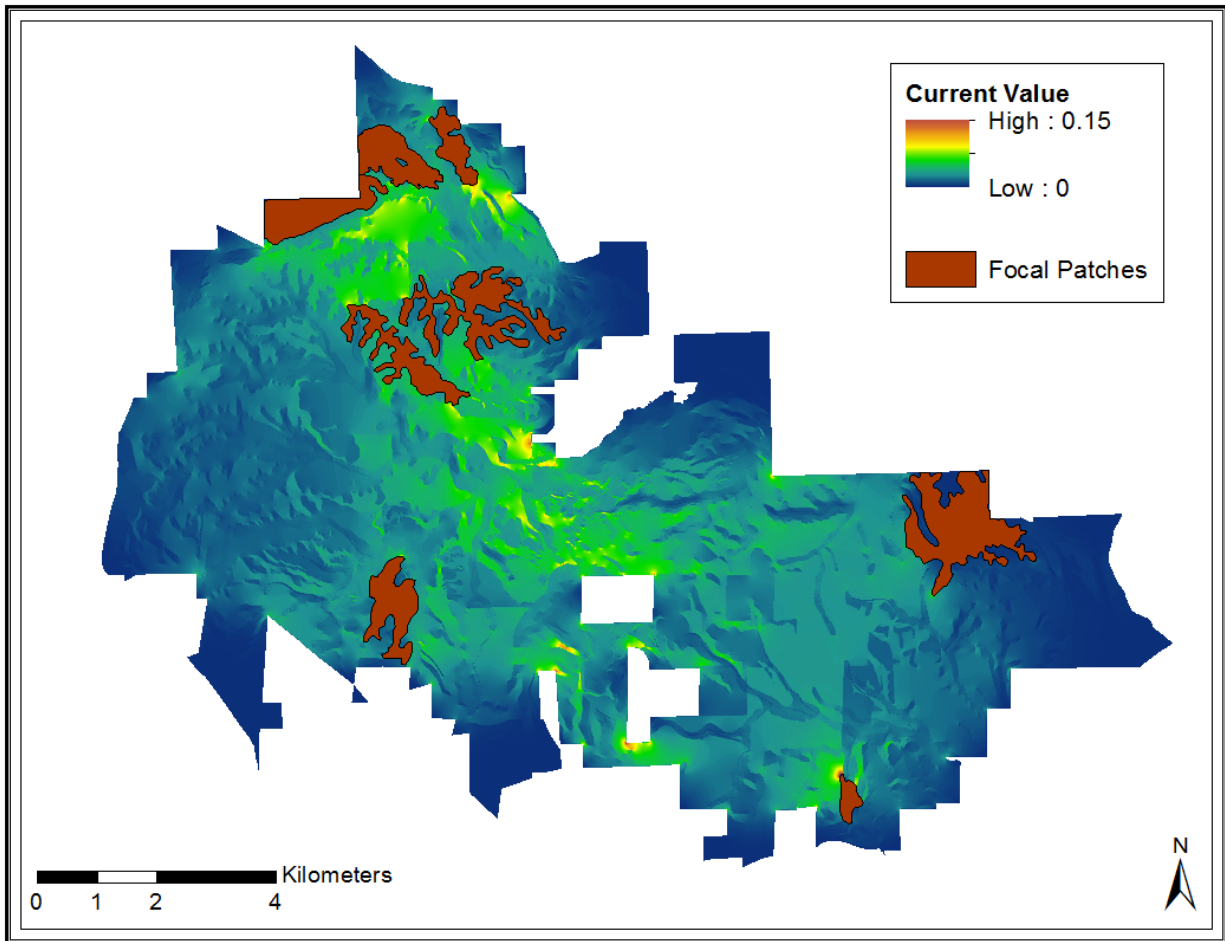 Current Value
High : 0.15
Low : 0
Focal Patches
N
Kilometers
0 1 2 4